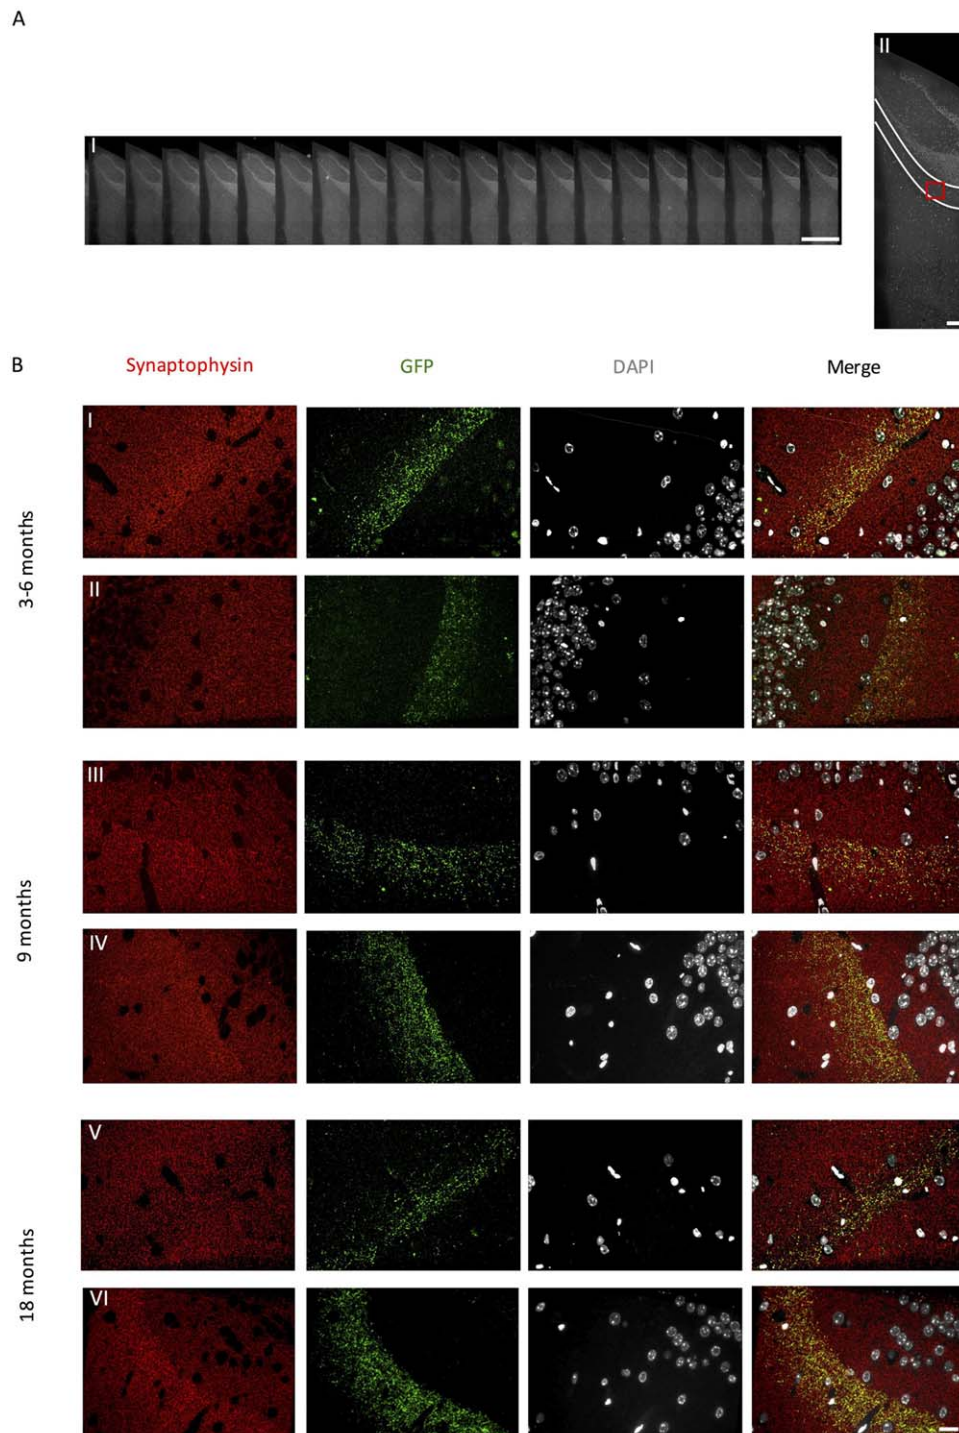 A
I
II
B
Synaptophysin
GFP
DAPI
Merge
3-6 months
I
II
9 months
III
IV
18 months
V
VI